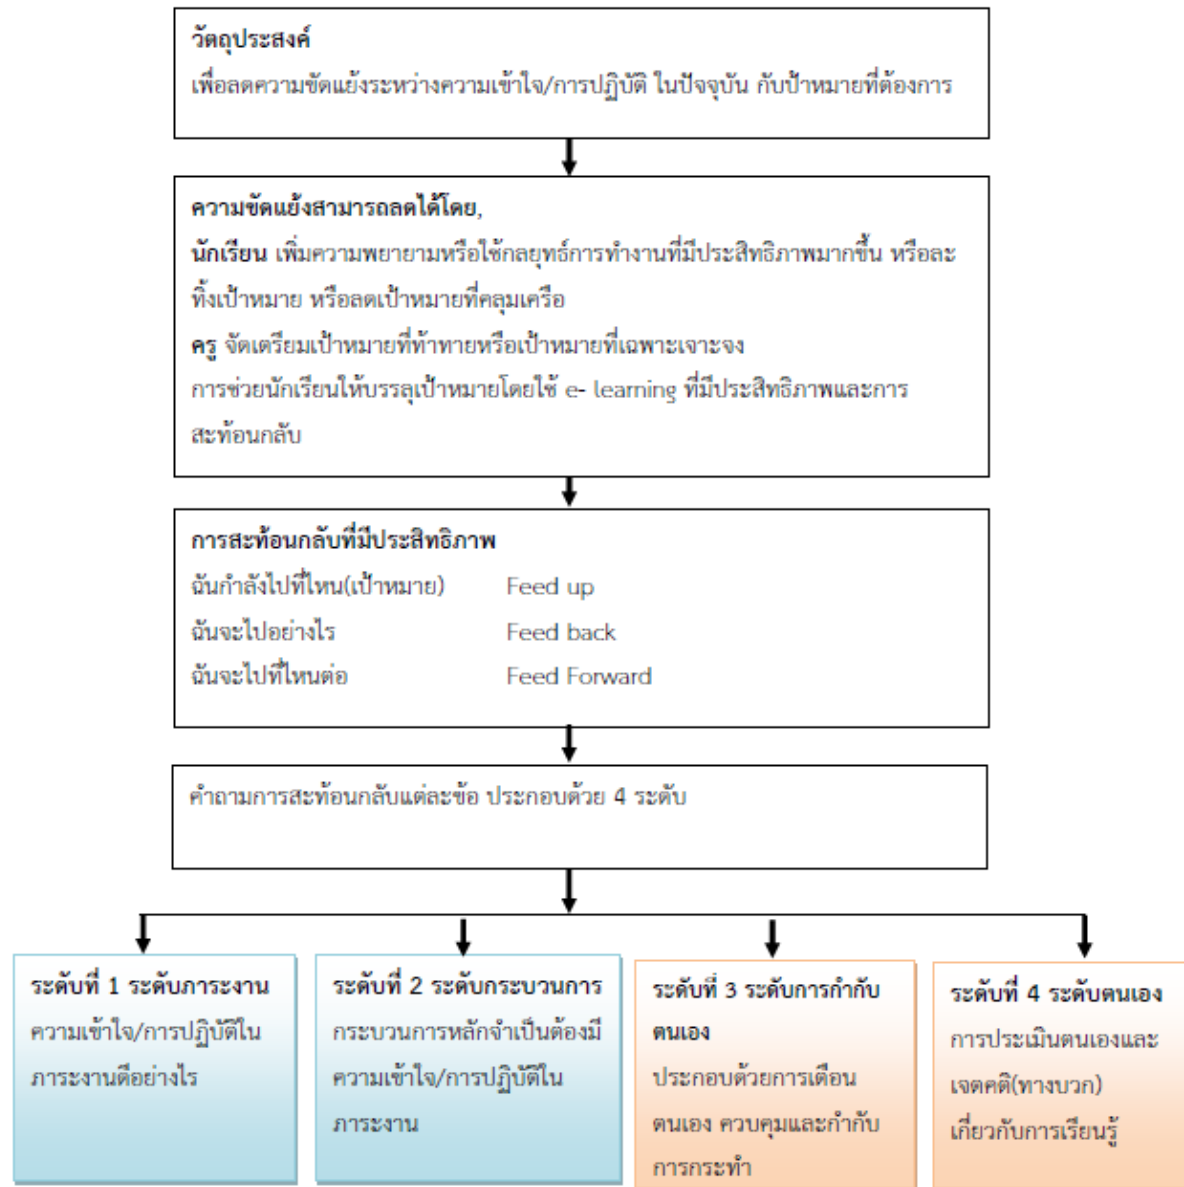 วัตถุประสงค์
เพื่อลดความขัดแย้งระหว่างความเข้าใจ/การปฏิบัติ ในปัจจุบัน กับเป้าหมายที่ต้องการ
ความขัดแย้งสามารถลดได้โดย,
นักเรียน เพิ่มความพยายามหรือใช้กลยุทธ์การทำงานที่มีประสิทธิภาพมากขึ้น หรือละ
ทิ้งเป้าหมาย หรือลดเป้าหมายที่คลุมเครือ
ครู จัดเตรียมเป้าหมายที่ท้าทายหรือเป้าหมายที่เฉพาะเจาะจง
การช่วยนักเรียนให้บรรลุเป้าหมายโดยใช้ e- learning ที่มีประสิทธิภาพและการ
สะท้อนกลับ
การสะท้อนกลับที่มีประสิทธิภาพ
ฉันกำลังไปที่ไหน(เป้าหมาย) Feed up
ฉันจะไปอย่างไร Feed back
ฉันจะไปที่ไหนต่อ Feed Forward
คำถามการสะท้อนกลับแต่ละข้อ ประกอบด้วย 4 ระดับ
ระดับที่ 1 ระดับภาระงาน
ความเข้าใจ/การปฏิบัติใน
ภาระงานดีอย่างไร
ระดับที่ 2 ระดับกระบวนการ
กระบวนการหลักจำเป็นต้องมี
ความเข้าใจ/การปฏิบัติใน
ภาระงาน
ระดับที่ 3 ระดับการกำกับ
ตนเอง
ประกอบด้วยการเตือน
ตนเอง ควบคุมและกำกับ
การกระทำ
ระดับที่ 4 ระดับตนเอง
การประเมินตนเองและ
เจตคติ(ทางบวก)
เกี่ยวกับการเรียนรู้